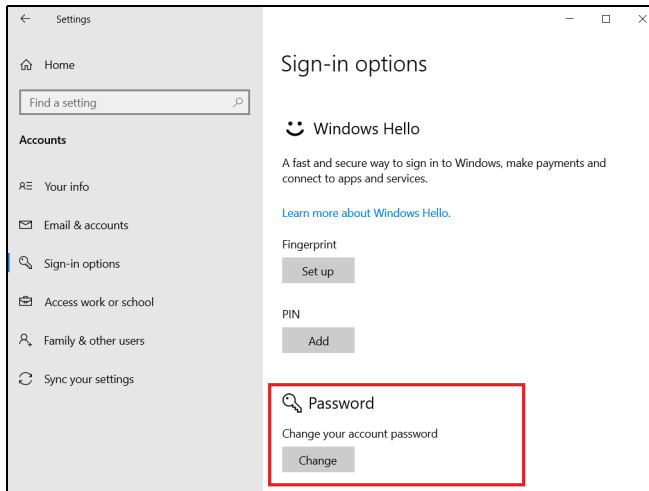 Settings
Home
Find a setting
Accounts
Your info
Email & accounts
Sign-in options
Access work or school
Family & other users
Sync your settings
Sign-in options
Windows Hello
A fast and secure way to sign in to Windows, make payments and
connect to apps and services.
Learn more about Windows Hello.
Fingerprint
Set up
PIN
Add
Password
Change your account password
Change